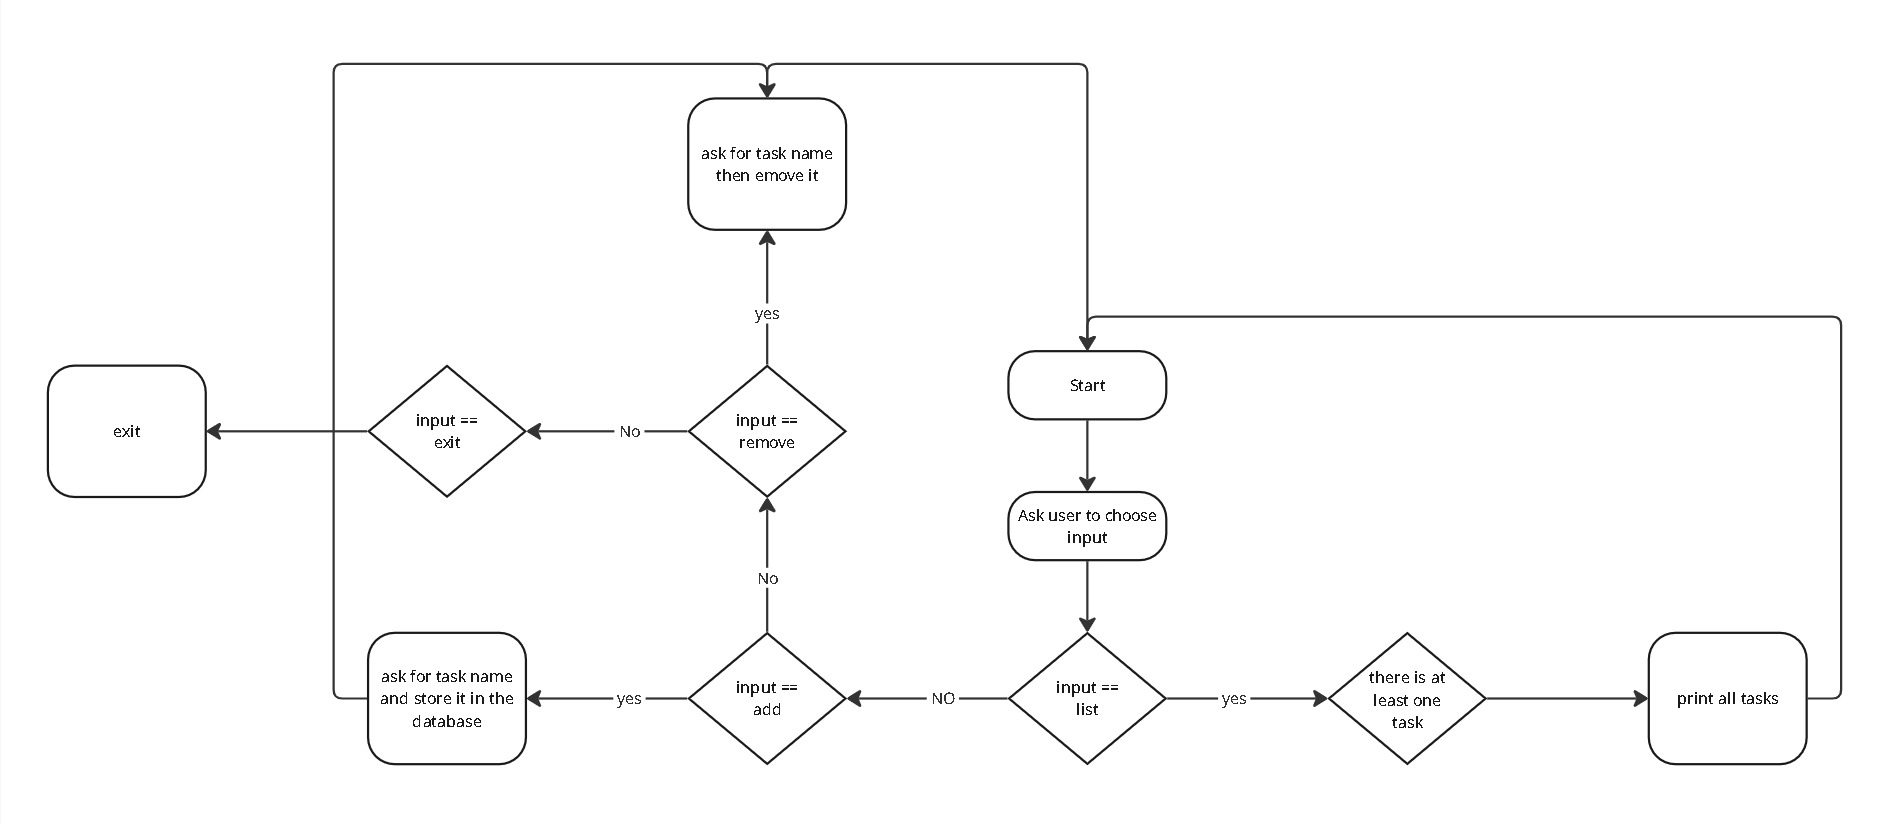 ask for task name
then emove it
yes
exit
input ==
exit
No
input ==
remove
Start
Ask user to choose
input
No
ask for task name
and store it in the
database
yes
input ==
add
NO
input ==
list
yes
there is at
least one
task
print all tasks